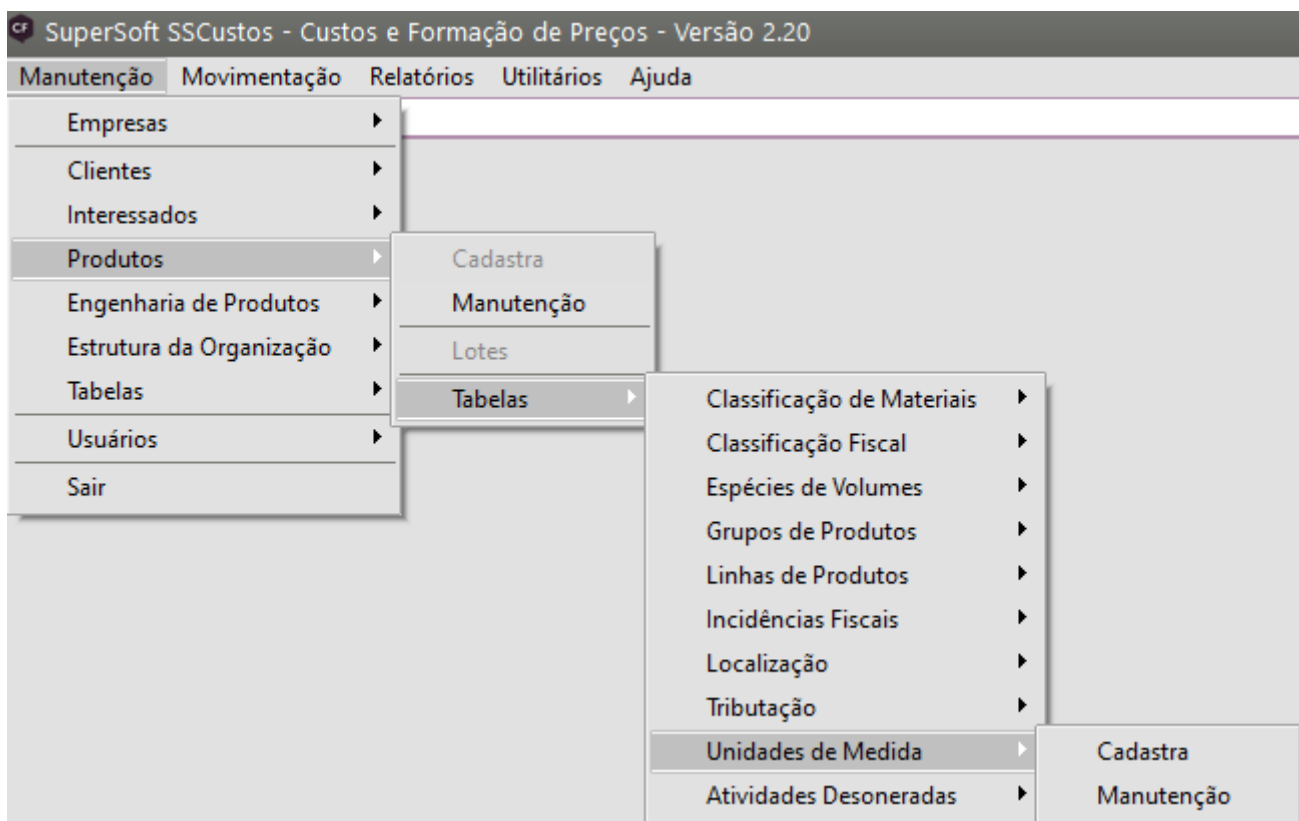 CF SuperSoft SSCustos - Custos e Formação de Preços - Versão 2.20
Manutenção Movimentação Relatórios Utilitários Ajuda
Empresas
Clientes
Interessados
Produtos
Engenharia de Produtos
Estrutura da Organização
Tabelas
Usuários
Sair
Cadastra
Manutenção
Lotes
Tabelas
Classificação de Materiais
Classificação Fiscal
Espécies de Volumes
Grupos de Produtos
Linhas de Produtos
Incidências Fiscais
Localização
Tributação
Unidades de Medida
Atividades Desoneradas
Cadastra
Manutenção